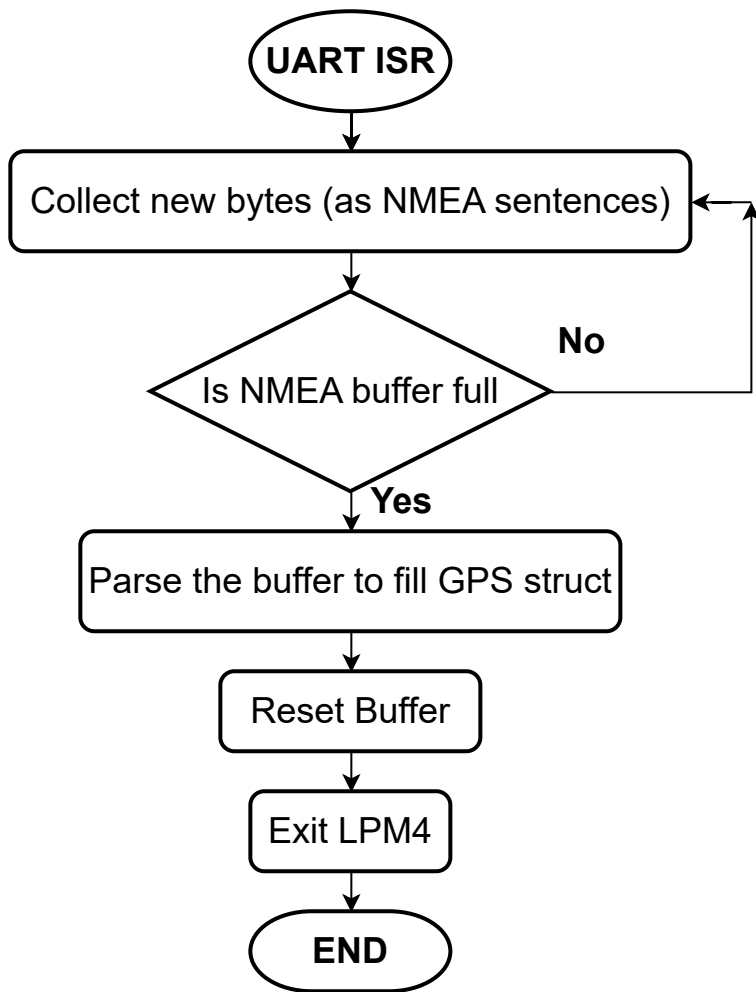 UART ISR
Collect new bytes (as NMEA sentences)
Is NMEA buffer full
No
Yes
Parse the buffer to fill GPS struct
Reset Buffer
Exit LPM4
END